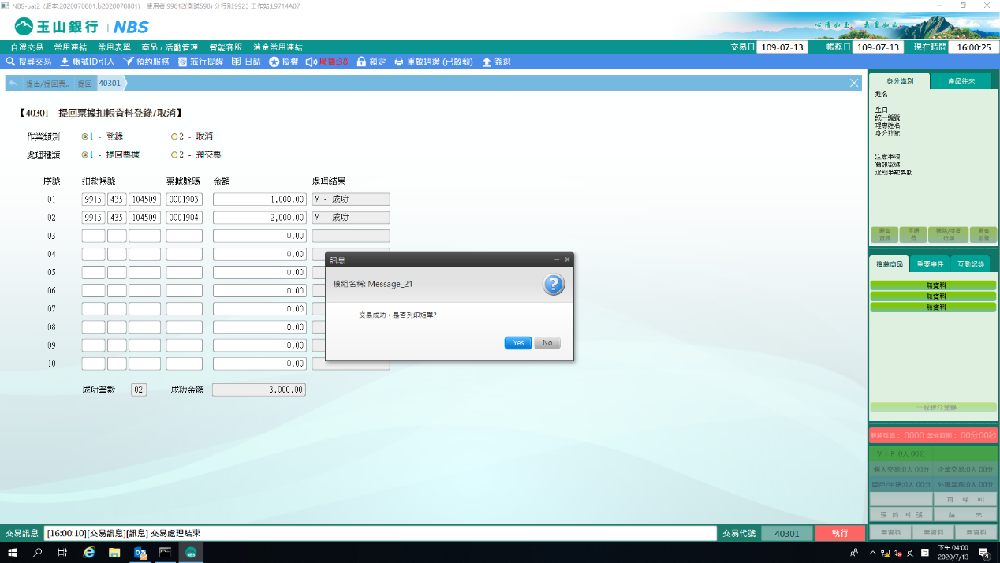 NBS-uat2 (版本:2020070801.b2020070801) 使用者:99612(測試598) 分行別:9923 工作站:L9714A07
玉山銀行 NBS
心清如玉，義重如山
自選交易 常用連結 常用表單 商品 / 活動管理 智能客服 消金常用連結
交易日 109-07-13 帳務日 109-07-13 現在時間 16:00:25
搜尋交易 帳號ID引入 預約服務 蒞行提醒 日誌 授權 廣播:38 鎖定 重啟週邊 (已啟動) 簽退
提出/提回票.. 提回 40301
【40301 提回票據扣帳資料登錄/取消】
作業類別 1 - 登錄 2 - 取消
處理種類 1 - 提回票據 2 - 預交票
序號 扣款帳號 票據號碼 金額 處理結果
01 9915 435 104509 0001903 1,000.00 Y - 成功
02 9915 435 104509 0001904 2,000.00 Y - 成功
03 0.00
04 0.00
05 0.00
06 0.00
07 0.00
08 0.00
09 0.00
10 0.00
成功筆數 02 成功金額 3,000.00
訊息
模組名稱: Message_21
交易成功，是否列印短單?
Yes No
身分識別 產品往來
姓名
生日
統一編號
理專姓名
身分註記
注意事項
簡訊密碼
近期事故異動
顧客
資訊
手續
費
通路/共同
行銷
顧客
影像
推薦商品 重要事件 互動記錄
無資料
無資料
無資料
一般轉介登錄
服務號碼： 0000 等候時間： 00分00秒
ＶＩＰ:0人 00分
個人交易:0人 00分 企業交易:0人 00分
開戶/申請:0人 00分 外匯業務:0人 00分
再 呼 叫
預 約 叫 號 結 束
無資料 無資料 無資料
交易訊息 [16:00:10][交易訊息][訊息] 交易處理結束 交易代號 40301 執行
英
下午 04:00
2020/7/13
4